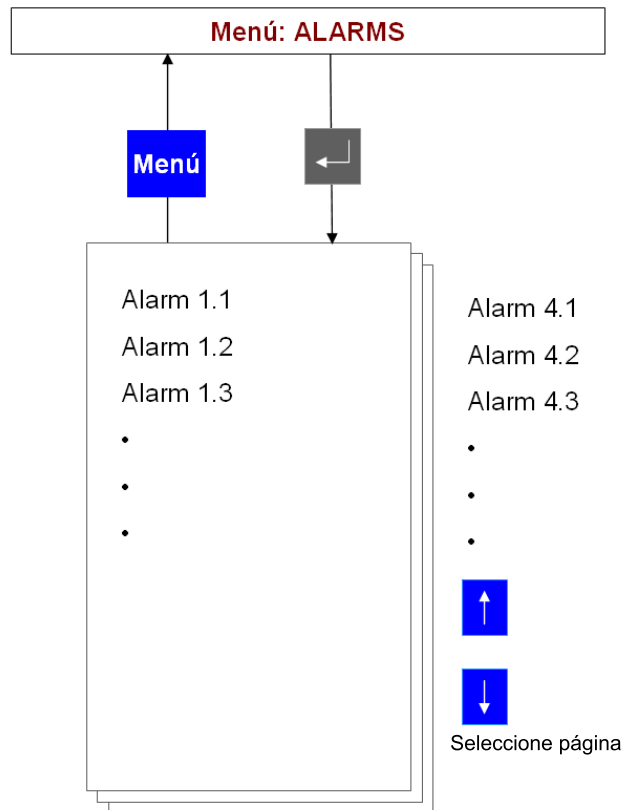 Menú: ALARMS
Menú
Alarm 1.1
Alarm 1.2
Alarm 1.3
•
•
•
Alarm 4.1
Alarm 4.2
Alarm 4.3
•
•
•
Seleccione página